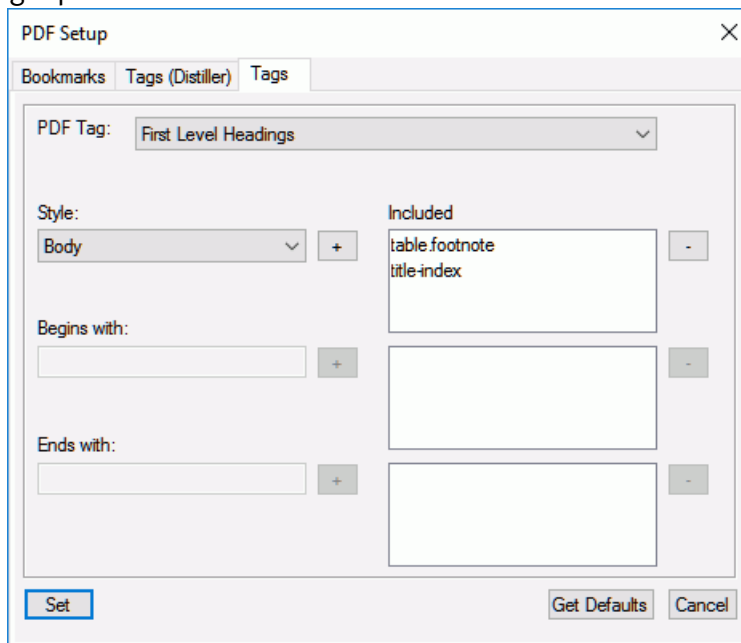 PDF Setup
Bookmarks Tags (Distiller) Tags
PDF Tag: First Level Headings
Style: Included
Body + table.footnote -
title-index
Begins with:
+ -
Ends with:
+ -
Set Get Defaults Cancel